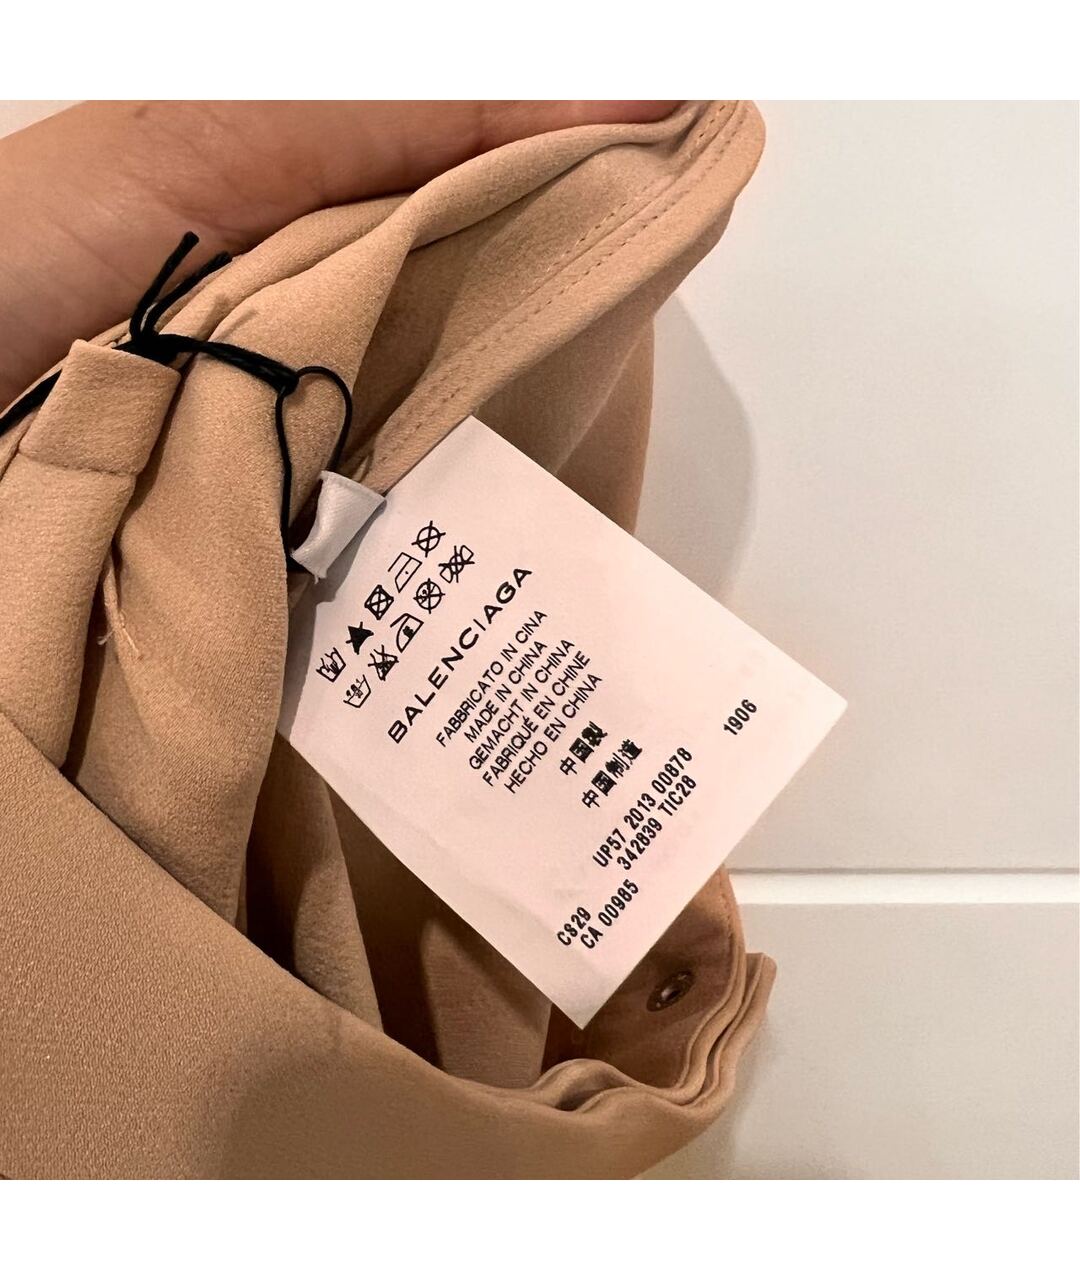 BALENCIAGA
FABBRICATO IN CINA
MADE IN CHINA
GEMACHT IN CHINA
FABRIQUÉ EN CHINE
HECHO EN CHINA
中国製
中国制造
1906
UP57 2013 00878
342839 TIC28
CS29
CA 00985